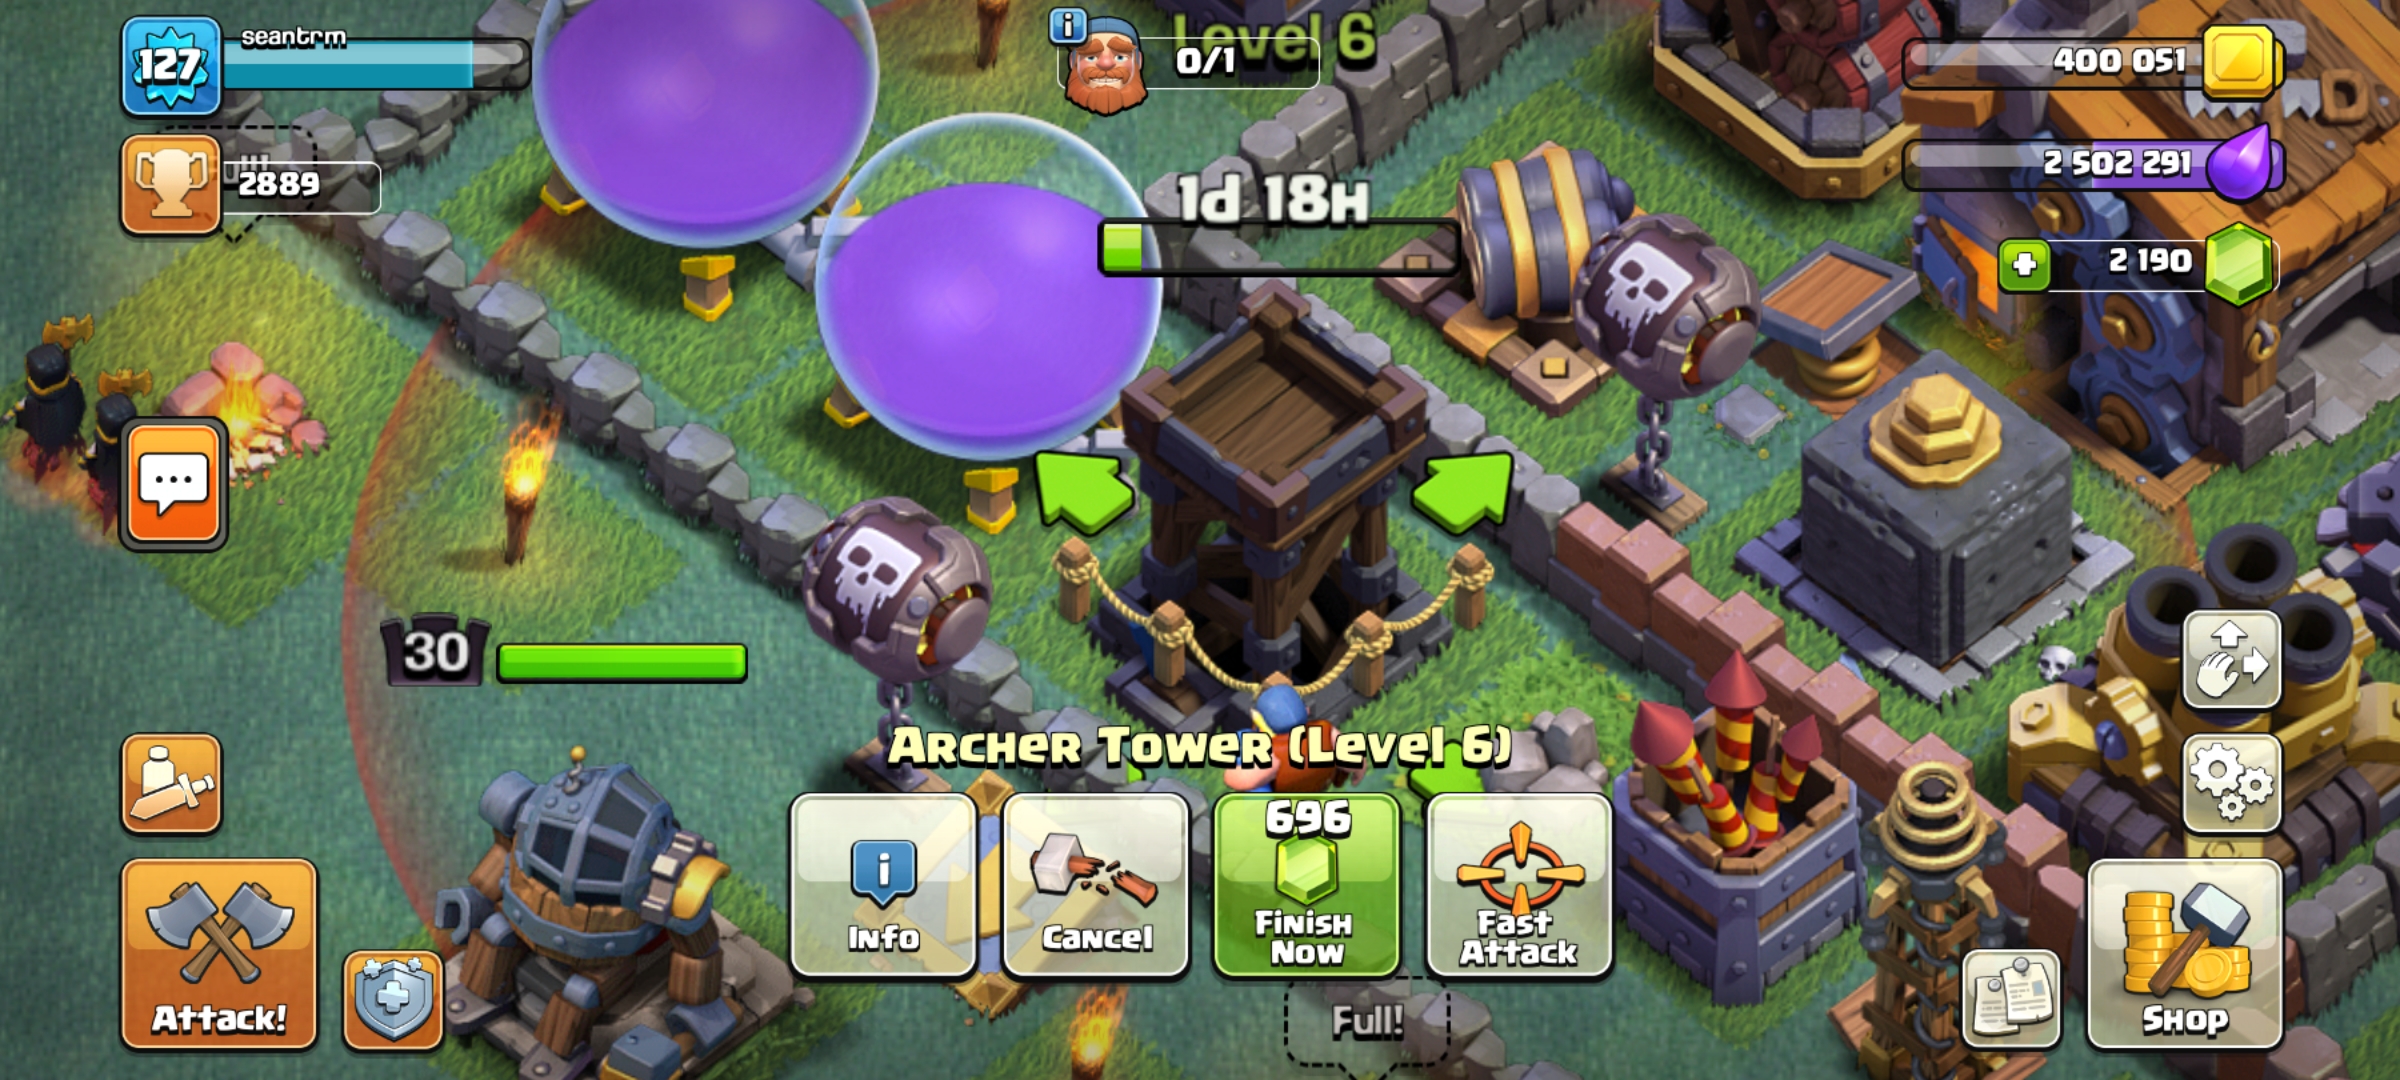 127
seantrm
0/1
Level 6
400 051
2889
2 502 291
1d 18H
2 190
30
Archer Tower (Level 6)
Info
Cancel
696
Finish
Now
Fast
Attack
Attack!
Full!
Shop